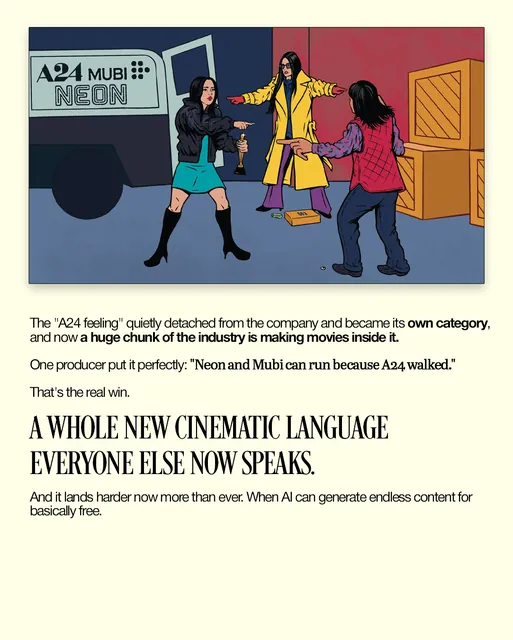 A24 MUBI
NEON
The "A24 feeling" quietly detached from the company and became its own category,
and now a huge chunk of the industry is making movies inside it.
One producer put it perfectly: "Neon and Mubi can run because A24 walked."
That's the real win.
A WHOLE NEW CINEMATIC LANGUAGE
EVERYONE ELSE NOW SPEAKS.
And it lands harder now more than ever. When AI can generate endless content for
basically free.